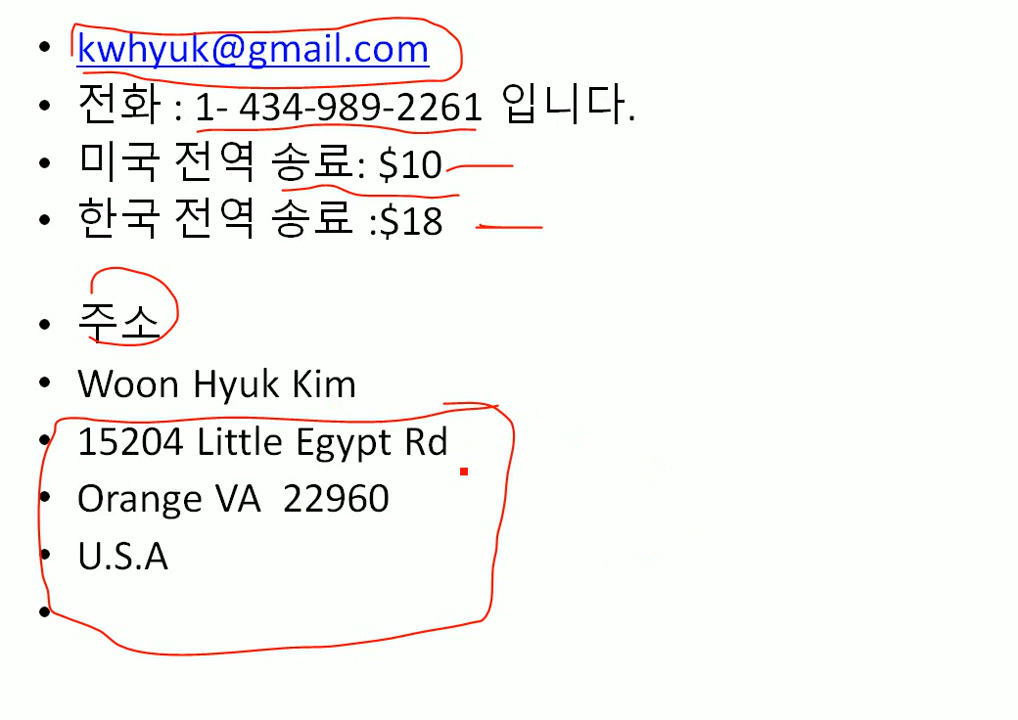 kwhyuk@gmail.com
전화 : 1- 434-989-2261 입니다.
미국 전역 송료: $10
한국 전역 송료 :$18
주소
Woon Hyuk Kim
15204 Little Egypt Rd
Orange VA 22960
U.S.A